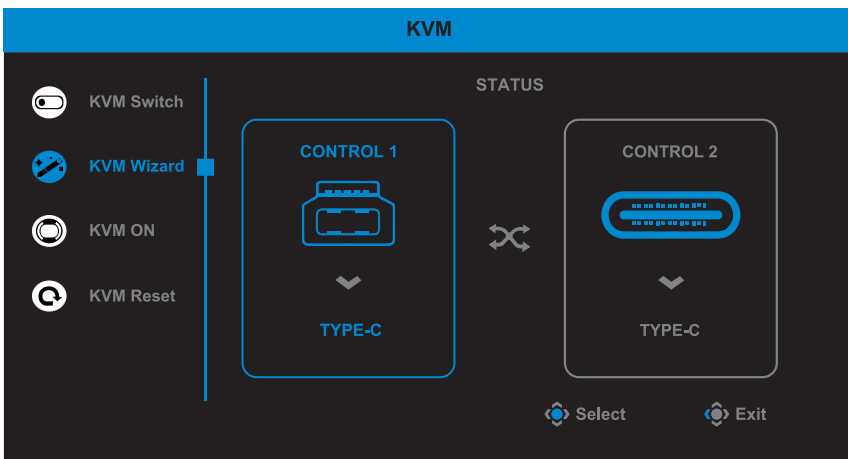 KVM
STATUS
KVM Switch
KVM Wizard
KVM ON
KVM Reset
CONTROL 1
TYPE-C
CONTROL 2
TYPE-C
Select
Exit